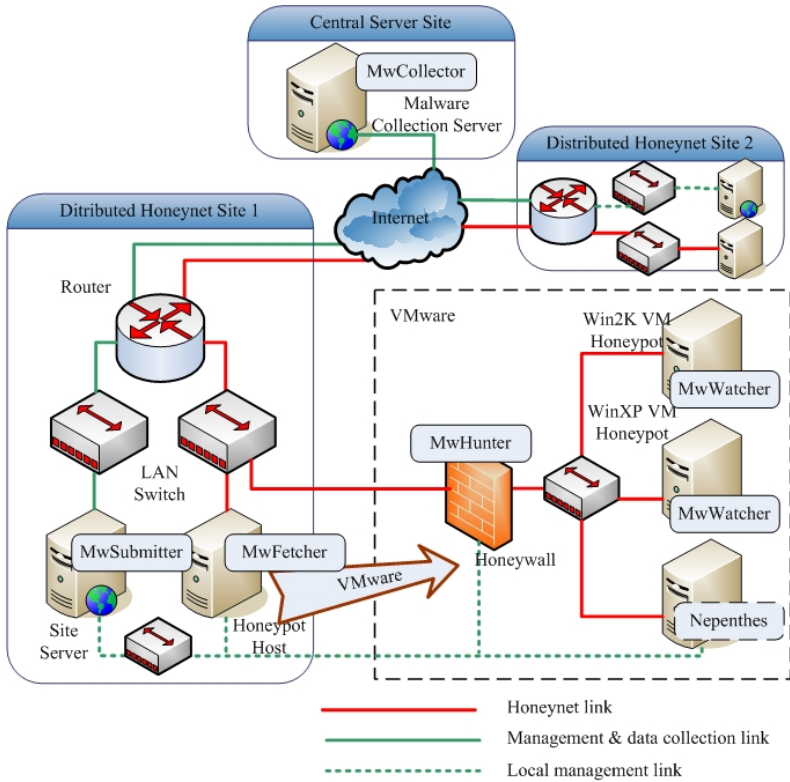 Central Server Site
MwCollector
Malware
Collection Server
Distributed Honeynet Site 2
Internet
Ditributed Honeynet Site 1
Router
LAN
Switch
MwSubmitter
MwFetcher
Site
Server
Honeypot
Host
VMware
VMware
Win2K VM
Honeypot
MwWatcher
WinXP VM
Honeypot
MwWatcher
MwHunter
Honeywall
Nepenthes
Honeynet link
Management & data collection link
Local management link